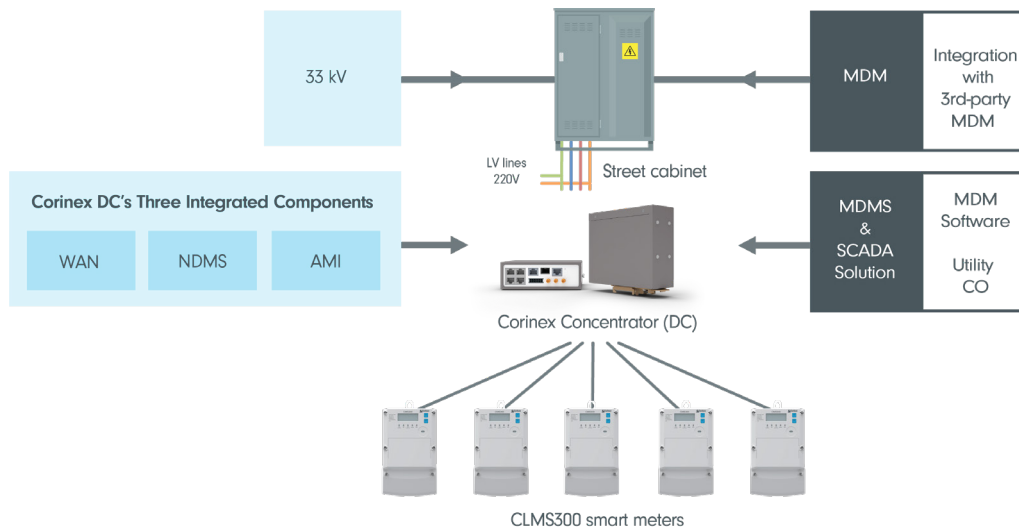 33 kV
MDM
Integration
with
3rd-party
MDM
LV lines
220V
Street cabinet
Corinex DC's Three Integrated Components
WAN
NDMS
AMI
MDMS
&
SCADA
Solution
MDM
Software
Utility
CO
Corinex Concentrator (DC)
CLMS300 smart meters